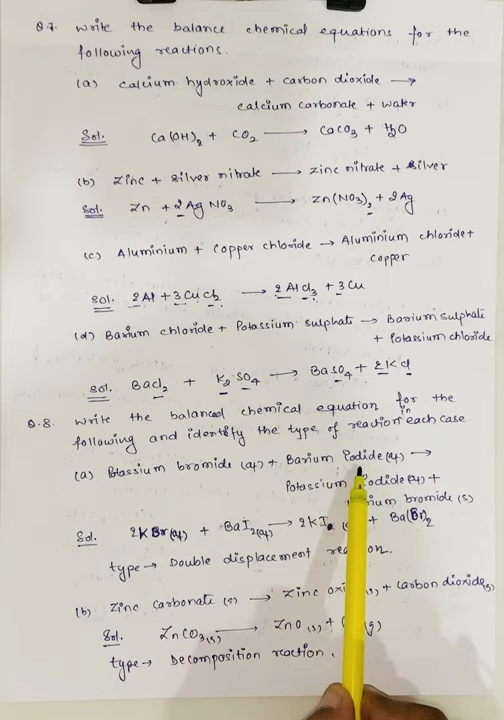 Q.7. Write the balance chemical equations for the
following reactions.
(a) calcium hydroxide + carbon dioxide ⟶
calcium carbonate + water
Sol. Ca(OH)₂ + CO₂ ⟶ CaCO₃ + H₂O
(b) Zinc + silver nitrate ⟶ zinc nitrate + silver
Sol. Zn + 2AgNO₃ ⟶ Zn(NO₃)₂ + 2Ag
(c) Aluminium + copper chloride → Aluminium chloride +
copper
Sol. 2Al + 3CuCl₂ ⟶ 2AlCl₃ + 3Cu
(d) Barium chloride + Potassium sulphate → Barium sulphate
+ Potassium chloride
Sol. BaCl₂ + K₂SO₄ ⟶ BaSO₄ + 2KCl
Q.8. Write the balanced chemical equation for the
following and identify the type of reaction in each case.
(a) Potassium bromide (aq) + Barium Iodide (aq) ⟶
Potassium Iodide (aq) +
bromide (s)
Sol. 2KBr(aq) + BaI₂(aq) ⟶ 2KI + Ba(Br)₂
type → Double displacement
(b) Zinc carbonate (s) ⟶ Zinc (s) + Carbon dioxide(g)
Sol. ZnCO₃(s) ⟶ ZnO(s) + (g)
type → Decomposition reaction.